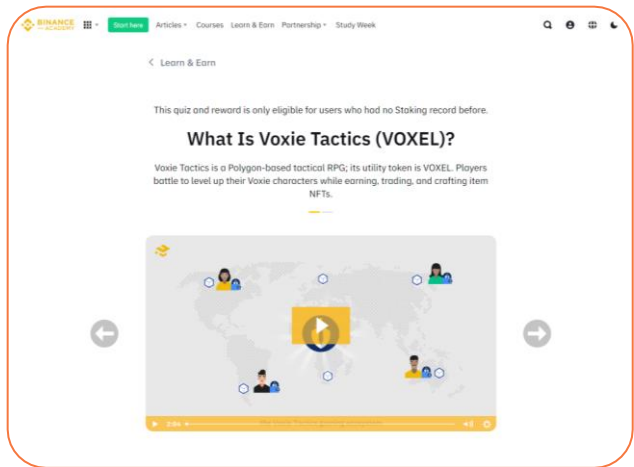 BINANCE
ACADEMY
Start here Articles Courses Learn & Earn Partnership Study Week
Learn & Earn
This quiz and reward is only eligible for users who had no Staking record before.
What Is Voxie Tactics (VOXEL)?
Voxie Tactics is a Polygon-based tactical RPG; its utility token is VOXEL. Players
battle to level up their Voxie characters while earning, trading, and crafting item
NFTs.
2:04